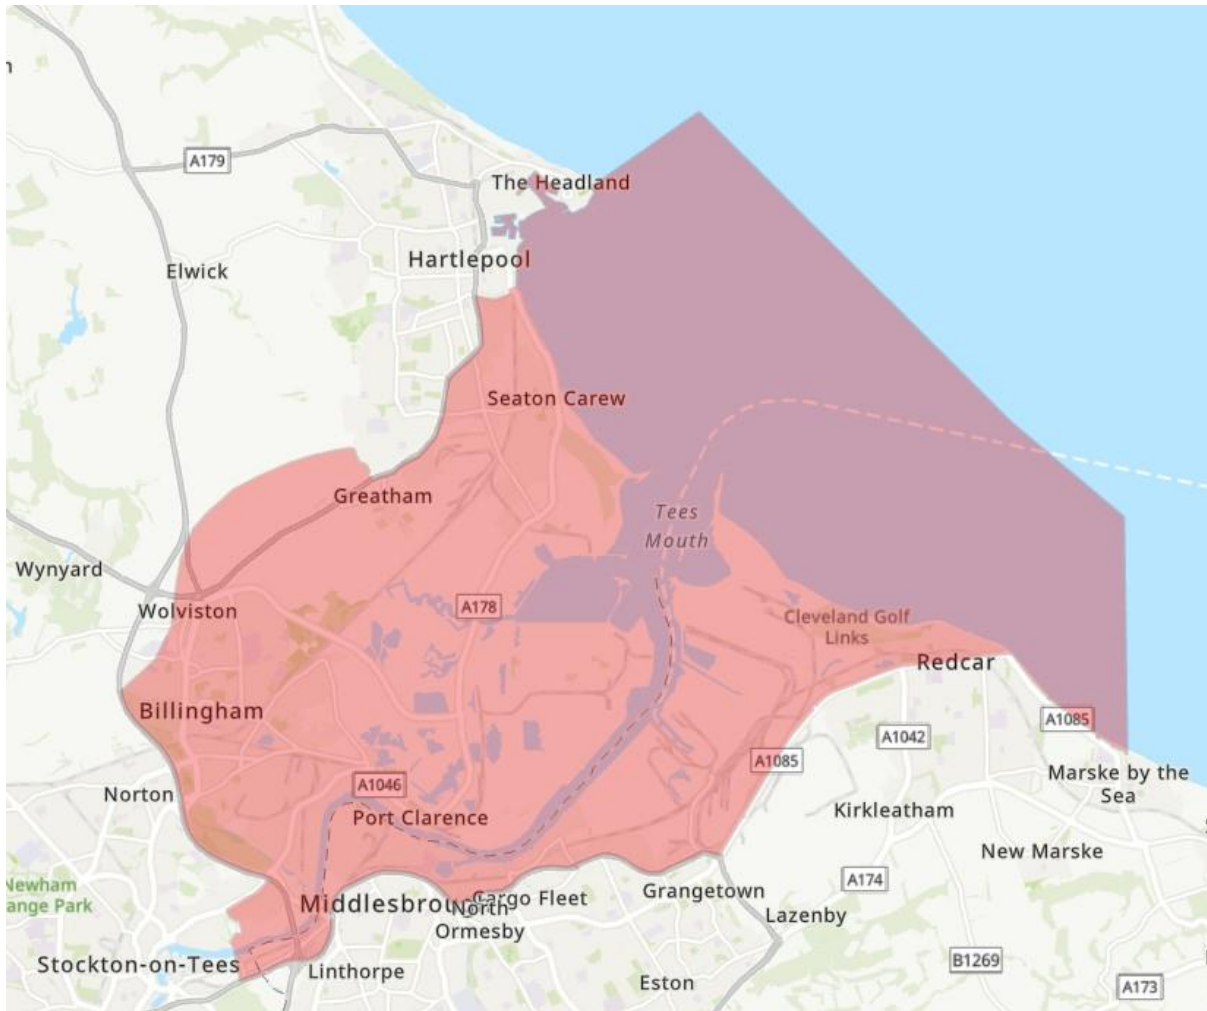 A179
The Headland
Hartlepool
Elwick
Seaton Carew
Greatham
Tees
Mouth
Wynyard
Wolviston
A178
Cleveland Golf
Links
Redcar
Billingham
A1085
A1042
A1085
Marske by the
Sea
A1046
Norton
Port Clarence
Kirkleatham
New Marske
Newham
ange Park
Middlesbroug
Cargo Fleet
North
Ormesby
Grangetown
A174
Lazenby
Stockton-on-Tees
Linthorpe
Eston
B1269
A173